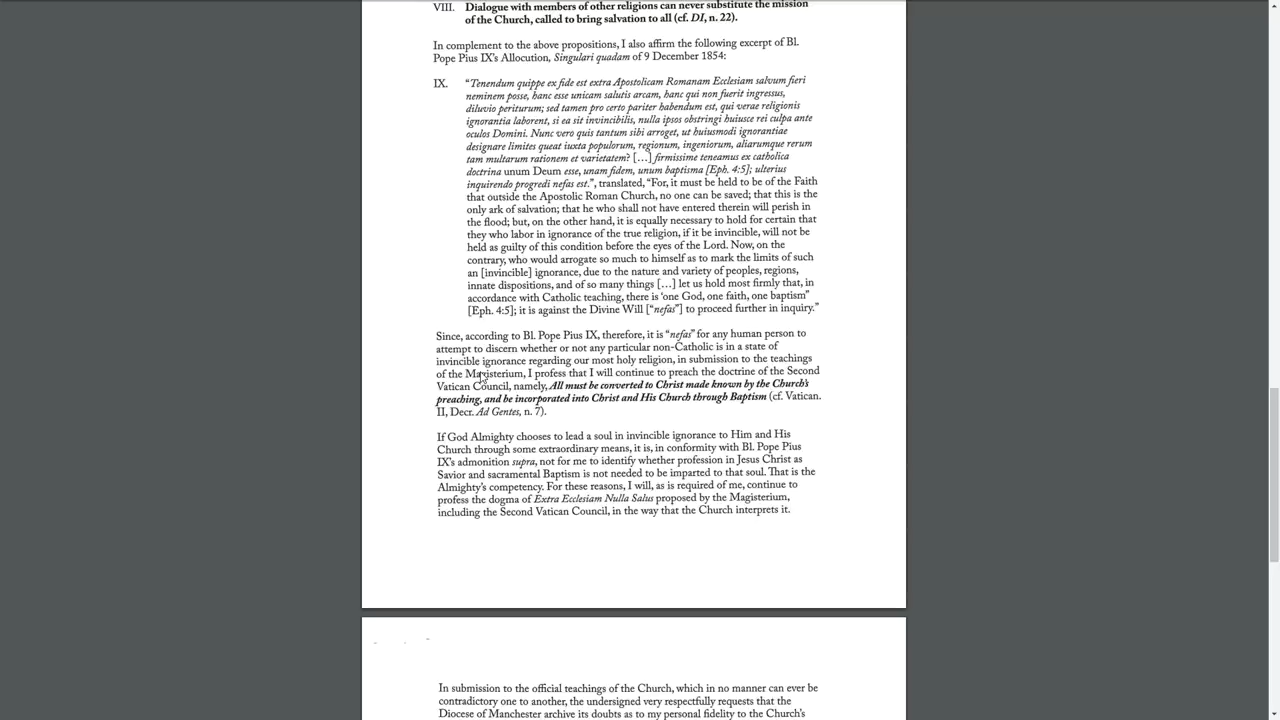 VIII. Dialogue with members of other religions can never substitute the mission
of the Church, called to bring salvation to all (cf. DI, n. 22).
In complement to the above propositions, I also affirm the following excerpt of Bl.
Pope Pius IX's Allocution, Singulari quadam of 9 December 1854:
IX. "Tenendum quippe ex fide est extra Apostolicam Romanam Ecclesiam salvum fieri
neminem posse, hanc esse unicam salutis arcam, hanc qui non fuerit ingressus,
diluvio periturum; sed tamen pro certo pariter habendum est, qui verae religionis
ignorantia laborent, si ea sit invincibilis, nulla ipsos obstringi huiusce rei culpa ante
oculos Domini. Nunc vero quis tantum sibi arroget, ut huiusmodi ignorantiae
designare limites queat iuxta populorum, regionum, ingeniorum, aliarumque rerum
tam multarum rationem et varietatem? […] firmissime teneamus ex catholica
doctrina unum Deum esse, unam fidem, unum baptisma [Eph. 4:5]; ulterius
inquirendo progredi nefas est.", translated, "For, it must be held to be of the Faith
that outside the Apostolic Roman Church, no one can be saved; that this is the
only ark of salvation; that he who shall not have entered therein will perish in
the flood; but, on the other hand, it is equally necessary to hold for certain that
they who labor in ignorance of the true religion, if it be invincible, will not be
held as guilty of this condition before the eyes of the Lord. Now, on the
contrary, who would arrogate so much to himself as to mark the limits of such
an [invincible] ignorance, due to the nature and variety of peoples, regions,
innate dispositions, and of so many things […] let us hold most firmly that, in
accordance with Catholic teaching, there is 'one God, one faith, one baptism"
[Eph. 4:5]; it is against the Divine Will ["nefas"] to proceed further in inquiry."
Since, according to Bl. Pope Pius IX, therefore, it is "nefas" for any human person to
attempt to discern whether or not any particular non-Catholic is in a state of
invincible ignorance regarding our most holy religion, in submission to the teachings
of the Magisterium, I profess that I will continue to preach the doctrine of the Second
Vatican Council, namely, All must be converted to Christ made known by the Church's
preaching, and be incorporated into Christ and His Church through Baptism (cf. Vatican.
II, Decr. Ad Gentes, n. 7).
If God Almighty chooses to lead a soul in invincible ignorance to Him and His
Church through some extraordinary means, it is, in conformity with Bl. Pope Pius
IX's admonition supra, not for me to identify whether profession in Jesus Christ as
Savior and sacramental Baptism is not needed to be imparted to that soul. That is the
Almighty's competency. For these reasons, I will, as is required of me, continue to
profess the dogma of Extra Ecclesiam Nulla Salus proposed by the Magisterium,
including the Second Vatican Council, in the way that the Church interprets it.
In submission to the official teachings of the Church, which in no manner can ever be
contradictory one to another, the undersigned very respectfully requests that the
Diocese of Manchester archive its doubts as to my personal fidelity to the Church's